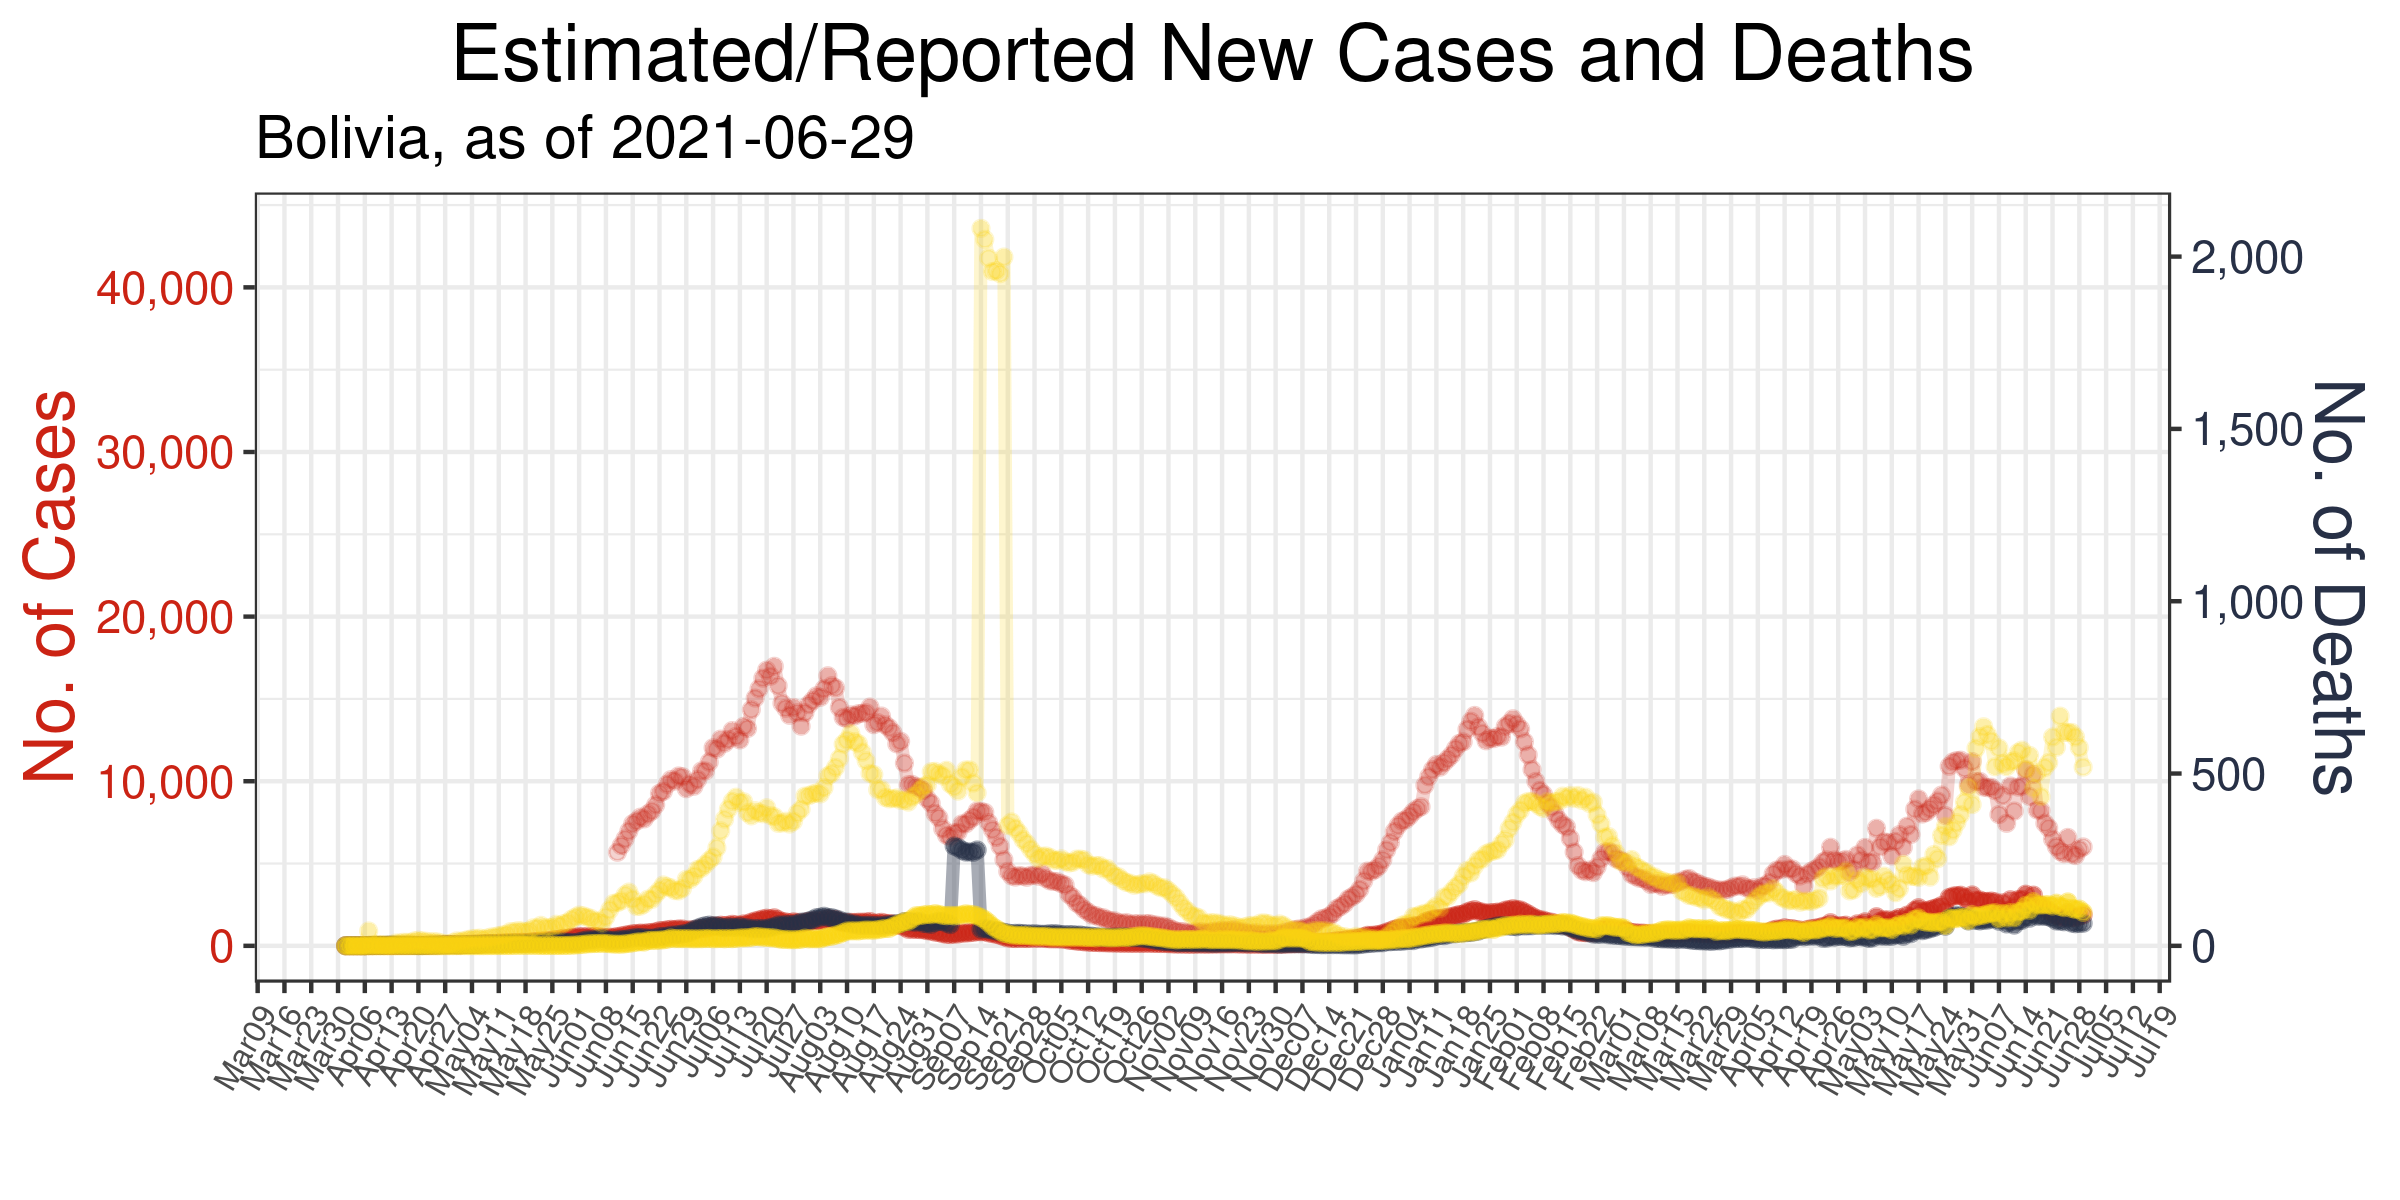 Estimated/Reported New Cases and Deaths
Bolivia, as of 2021-06-29
No. of Cases
40,000
30,000
20,000
10,000
0
2,000
1,500
1,000
500
0
No. of Deaths
Mar09
Mar16
Mar23
Mar30
Apr06
Apr13
Apr20
Apr27
May04
May11
May18
May25
Jun01
Jun08
Jun15
Jun22
Jun29
Jul06
Jul13
Jul20
Jul27
Aug03
Aug10
Aug17
Aug24
Aug31
Sep07
Sep14
Sep21
Sep28
Oct05
Oct12
Oct19
Oct26
Nov02
Nov09
Nov16
Nov23
Nov30
Dec07
Dec14
Dec21
Dec28
Jan04
Jan11
Jan18
Jan25
Feb01
Feb08
Feb15
Feb22
Mar01
Mar08
Mar15
Mar22
Mar29
Apr05
Apr12
Apr19
Apr26
May03
May10
May17
May24
May31
Jun07
Jun14
Jun21
Jun28
Jul05
Jul12
Jul19